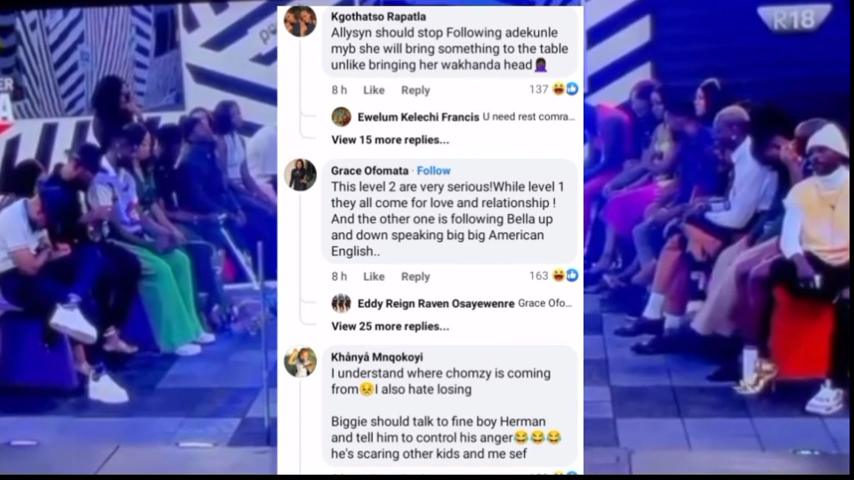 R18
Kgothatso Rapatla
Allysyn should stop Following adekunle
myb she will bring something to the table
unlike bringing her wakhanda head🤦🏿‍♀️
8 h Like Reply 137
Ewelum Kelechi Francis U need rest comra...
View 15 more replies...
Grace Ofomata · Follow
This level 2 are very serious!While level 1
they all come for love and relationship !
And the other one is following Bella up
and down speaking big big American
English..
8 h Like Reply 163
Eddy Reign Raven Osayewenre Grace Ofo...
View 25 more replies...
Khånyå Mnqokoyi
I understand where chomzy is coming
from😣I also hate losing
Biggie should talk to fine boy Herman
and tell him to control his anger😂😂😂
he's scaring other kids and me sef